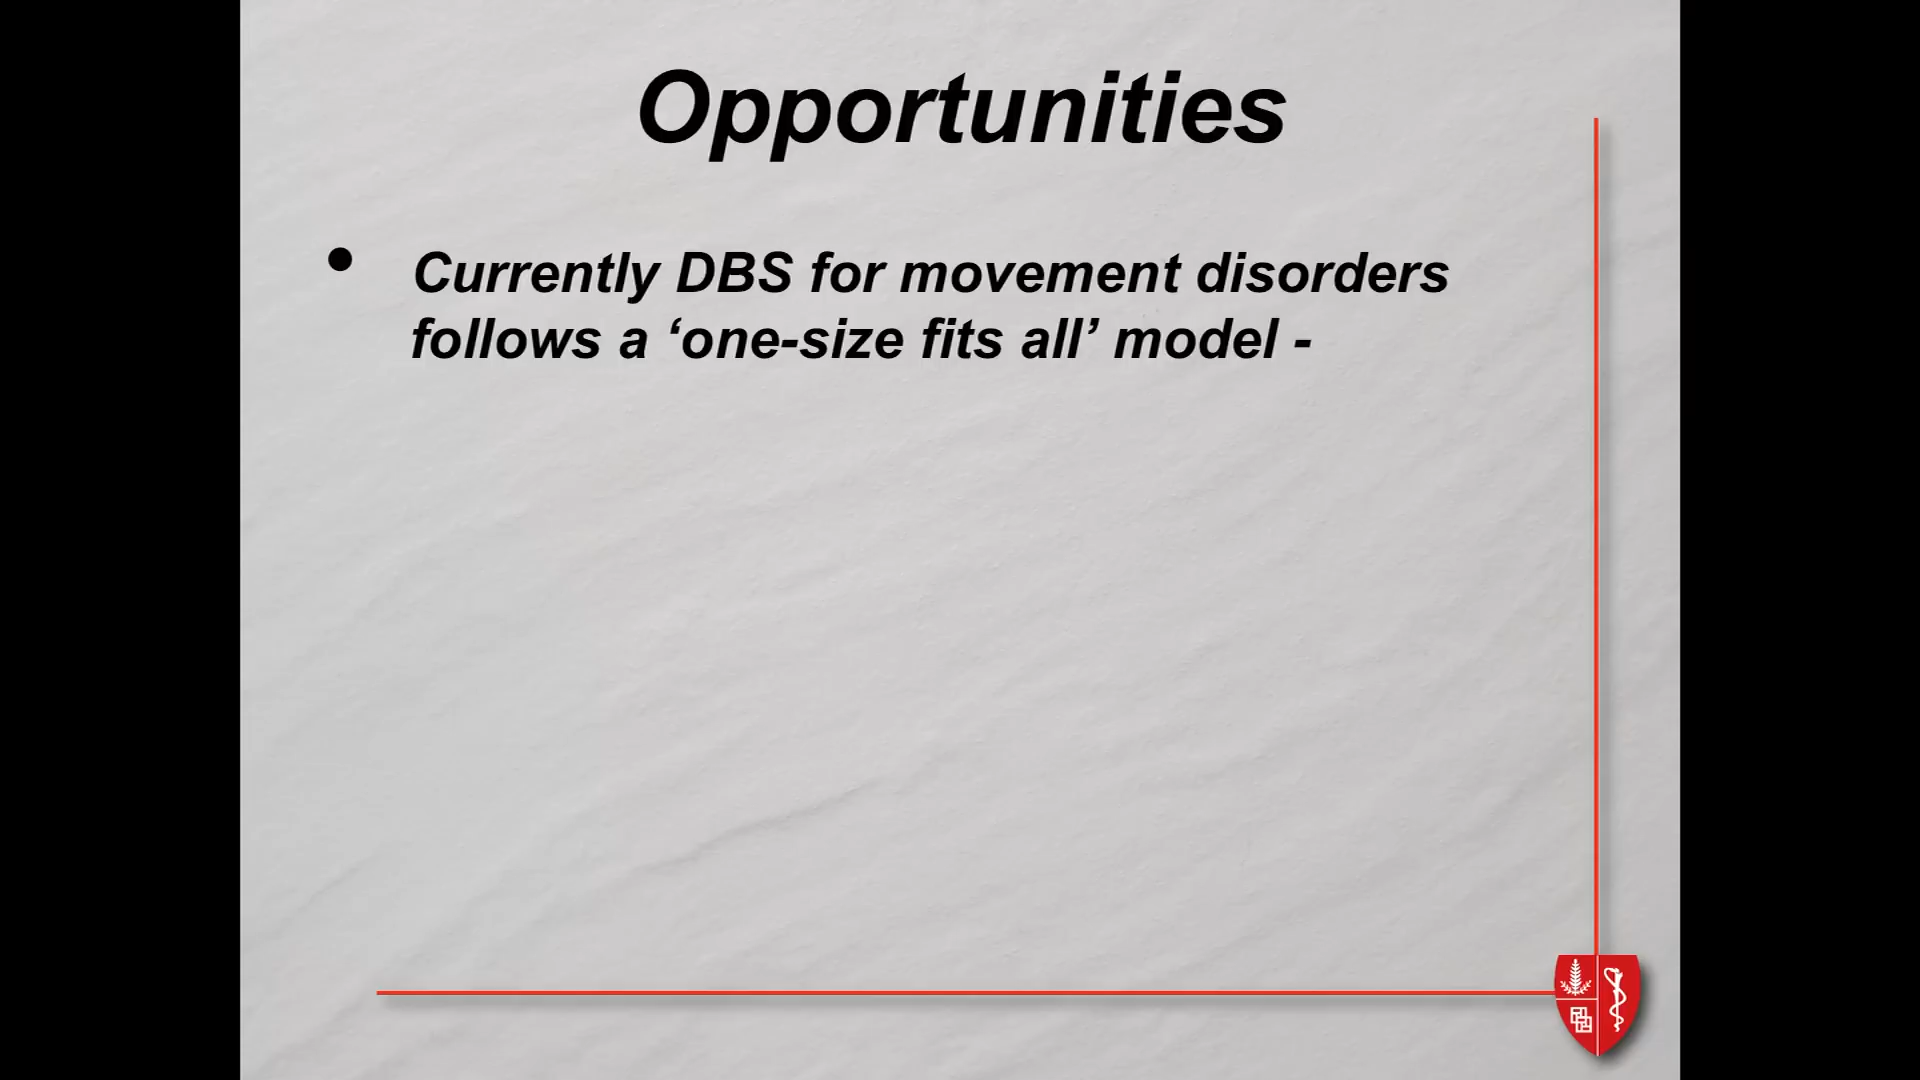 Opportunities
• Currently DBS for movement disorders
follows a ‘one-size fits all’ model -